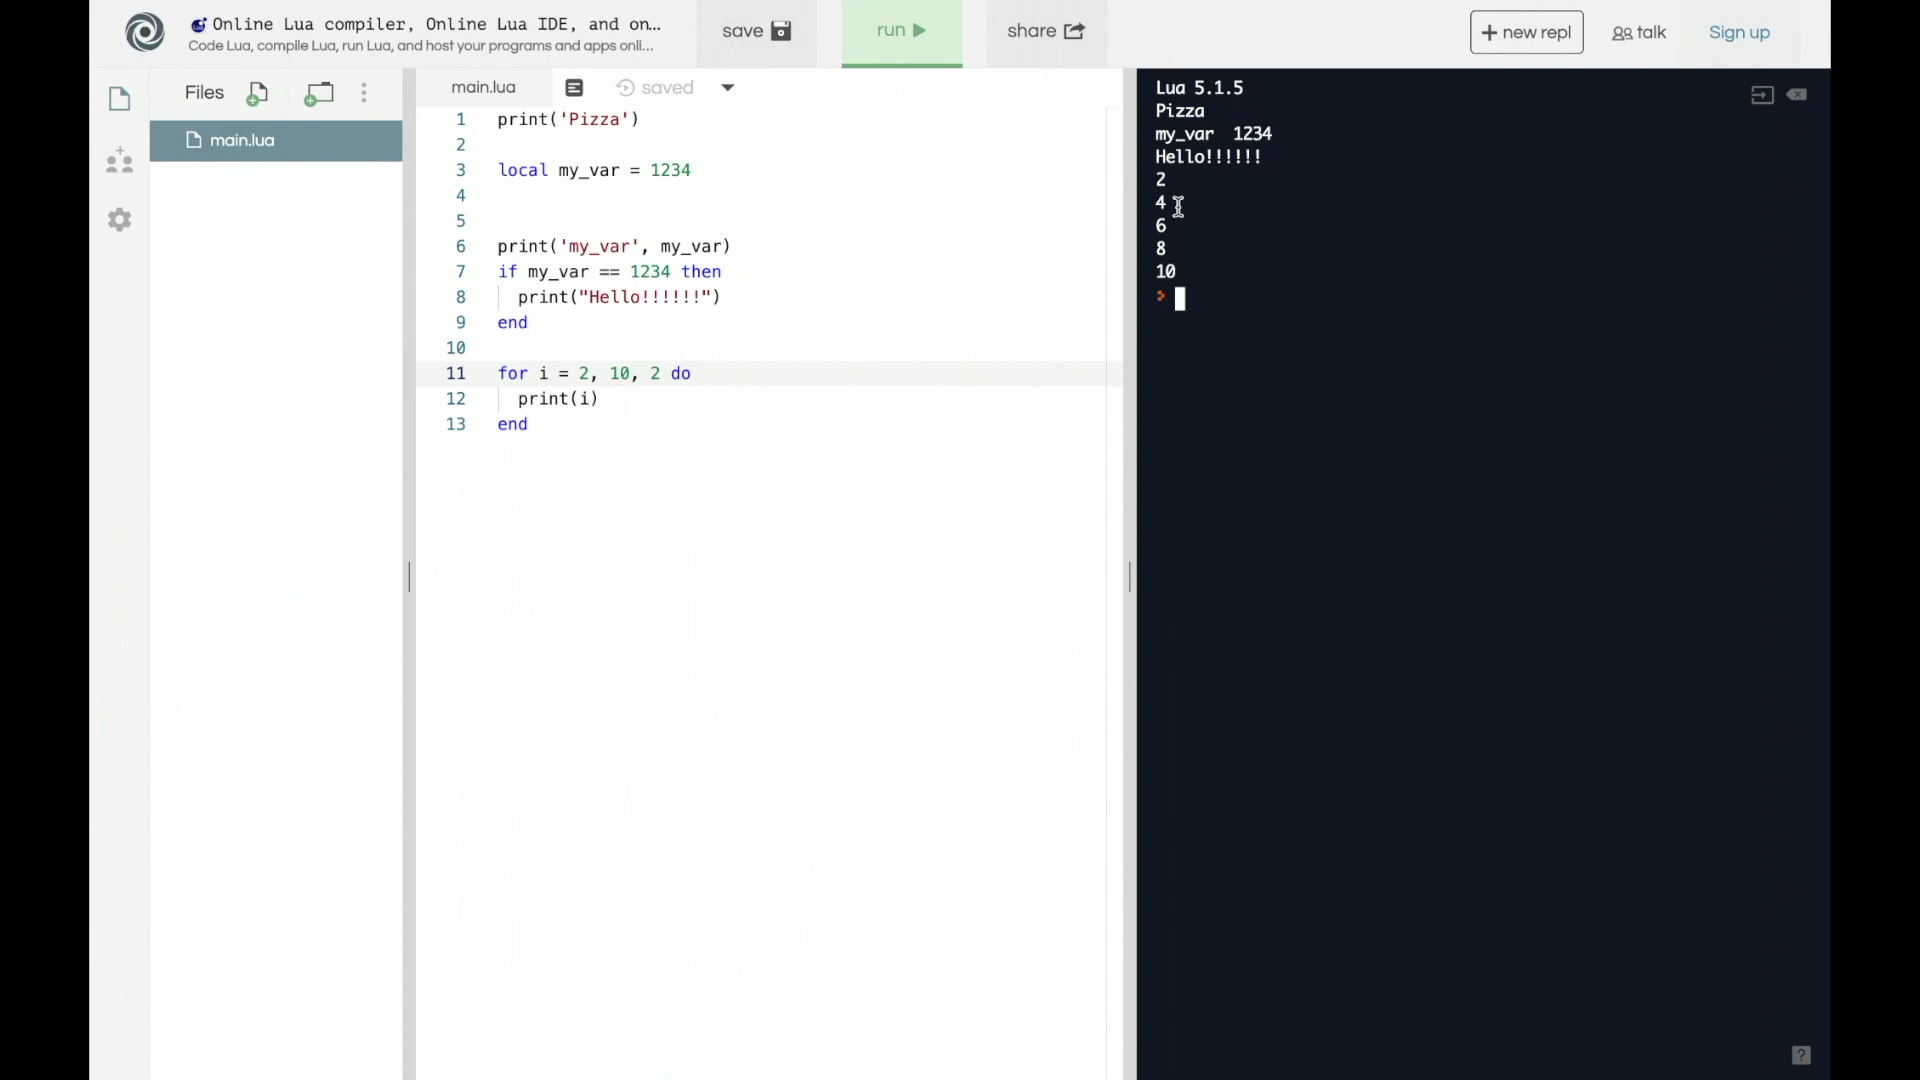 Online Lua compiler, Online Lua IDE, and on...
Code Lua, compile Lua, run Lua, and host your programs and apps onli...
save
run
share
+ new repl
talk
Sign up
Files
main.lua
main.lua
saved
1 print('Pizza')
2
3 local my_var = 1234
4
5
6 print('my_var', my_var)
7 if my_var == 1234 then
8 print("Hello!!!!!!")
9 end
10
11 for i = 2, 10, 2 do
12 print(i)
13 end
Lua 5.1.5
Pizza
my_var 1234
Hello!!!!!!
2
4
6
8
10
>
?